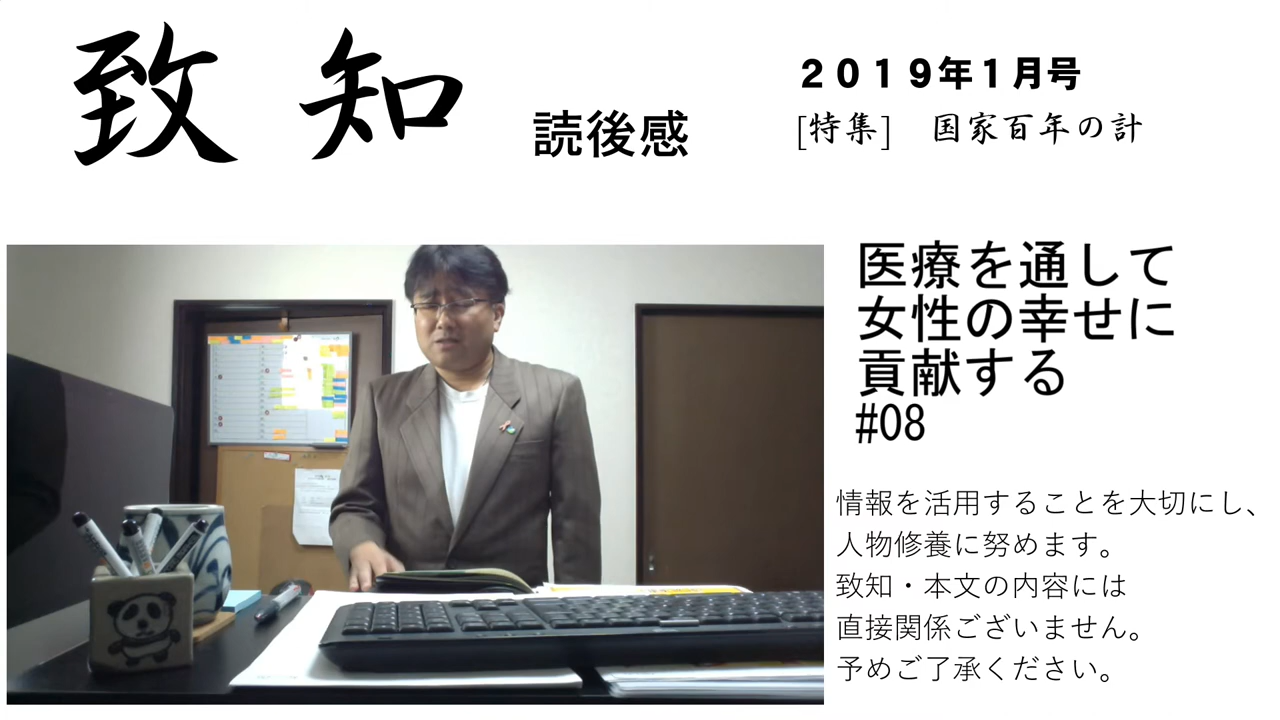 致知
読後感
２０１９年１月号
[特集]　国家百年の計
医療を通して
女性の幸せに
貢献する
#08
情報を活用することを大切にし、
人物修養に努めます。
致知・本文の内容には
直接関係ございません。
予めご了承ください。